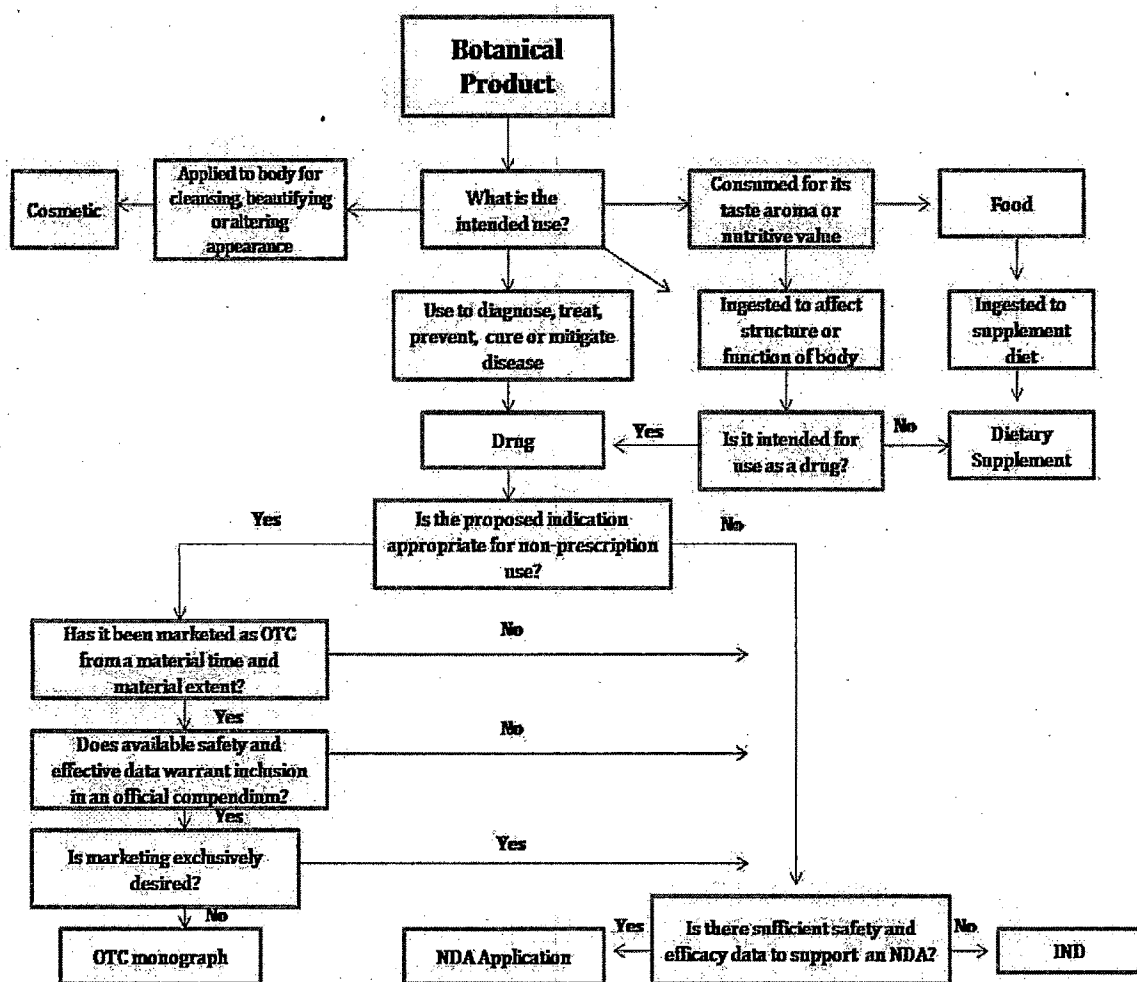 Botanical
Product
Cosmetic
Applied to body for
cleansing, beautifying
or altering
appearance
What is the
intended use?
Consumed for its
taste aroma or
nutritive value
Food
Use to diagnose, treat,
prevent, cure or mitigate
disease
Ingested to affect
structure or
function of body
Ingested to
supplement
diet
Drug
Yes
Is it intended for
use as a drug?
No
Dietary
Supplement
Yes
Is the proposed indication
appropriate for non-prescription
use?
No
Has it been marketed as OTC
from a material time and
material extent?
No
Yes
Does available safety and
effective data warrant inclusion
in an official compendium?
No
Yes
Is marketing exclusively
desired?
Yes
No
OTC monograph
NDA Application
Yes
Is there sufficient safety and
efficacy data to support an NDA?
No
IND